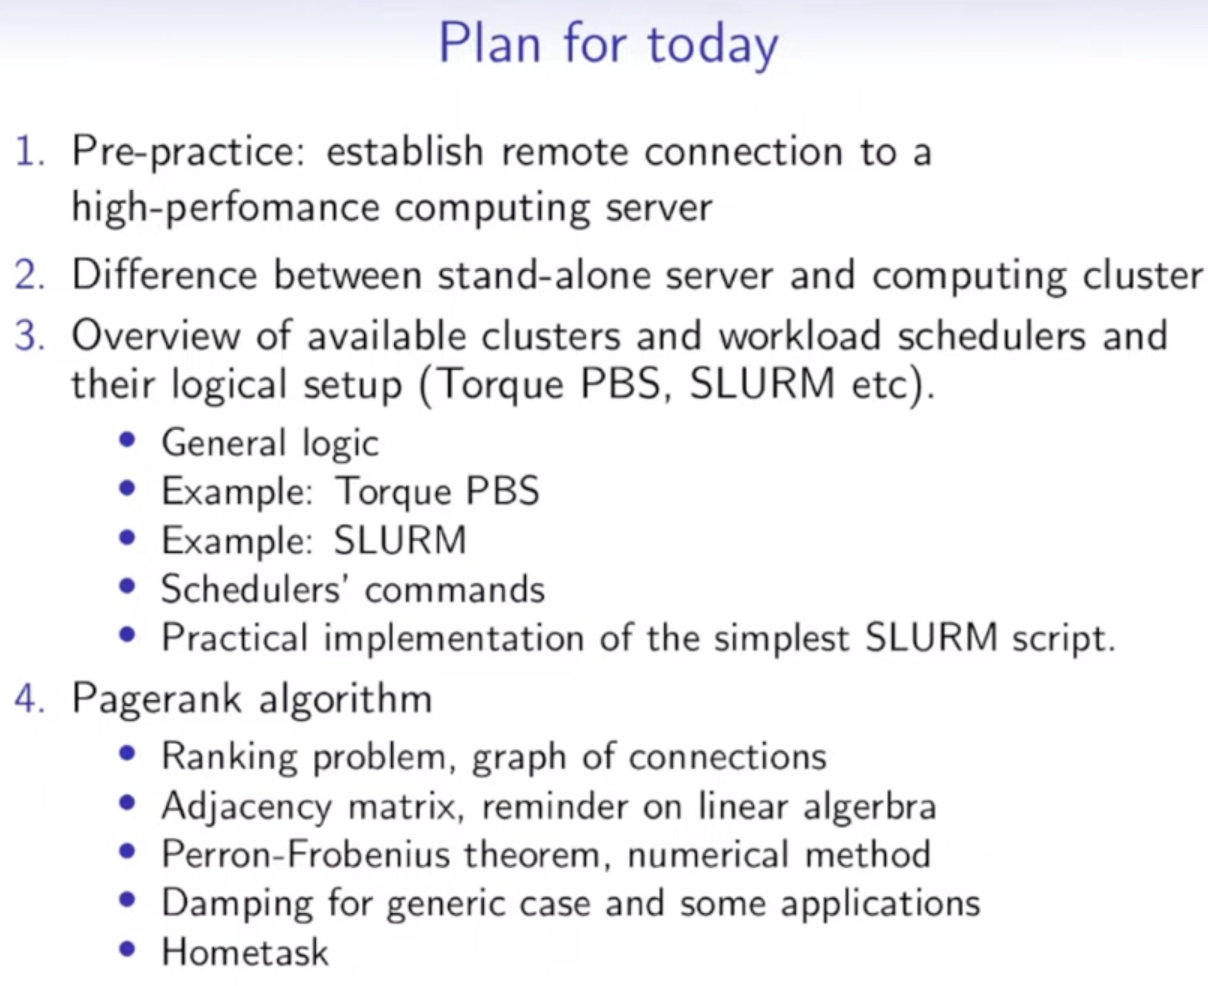 Plan for today
1. Pre-practice: establish remote connection to a
high-perfomance computing server
2. Difference between stand-alone server and computing cluster
3. Overview of available clusters and workload schedulers and
their logical setup (Torque PBS, SLURM etc).
• General logic
• Example: Torque PBS
• Example: SLURM
• Schedulers' commands
• Practical implementation of the simplest SLURM script.
4. Pagerank algorithm
• Ranking problem, graph of connections
• Adjacency matrix, reminder on linear algerbra
• Perron-Frobenius theorem, numerical method
• Damping for generic case and some applications
• Hometask